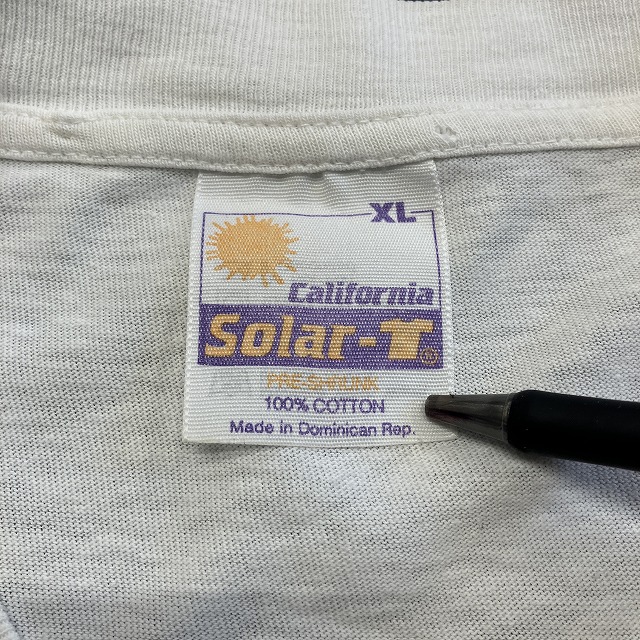 XL
California
Solar-T®
PRE-SHRUNK
100% COTTON
Made in Dominican Rep.